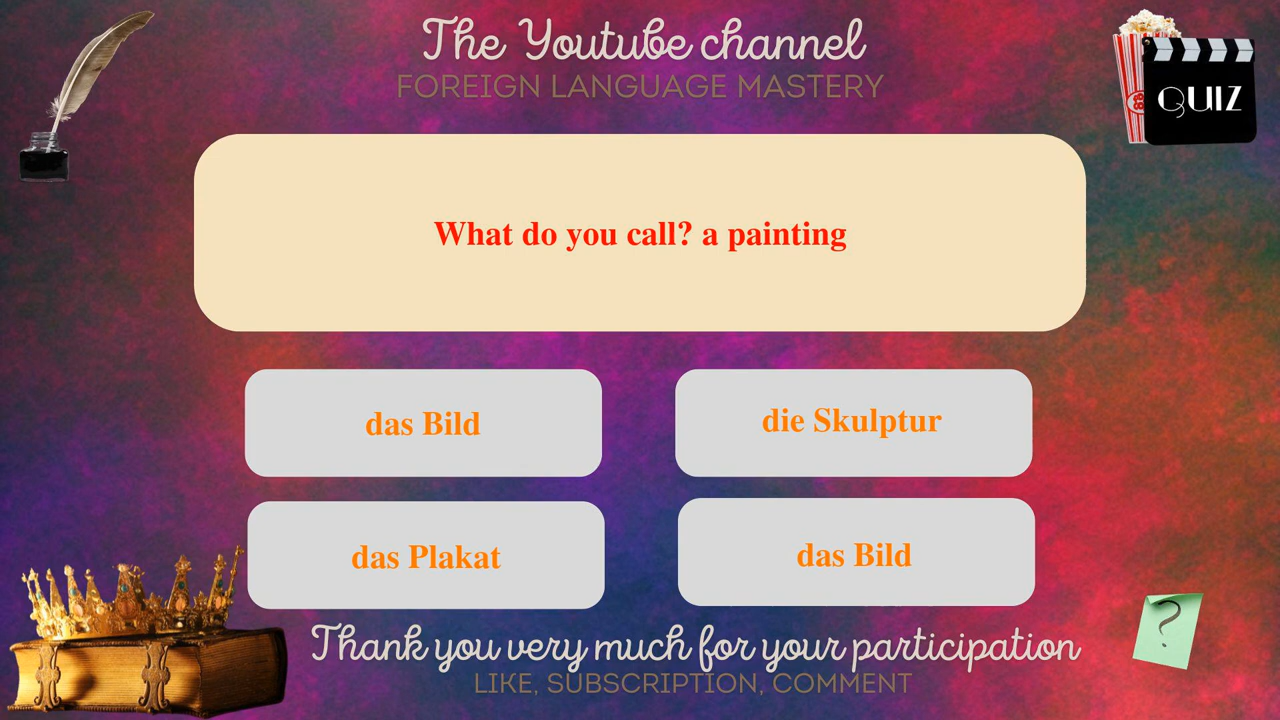 The Youtube channel
FOREIGN LANGUAGE MASTERY
QUIZ
What do you call? a painting
das Bild
die Skulptur
das Plakat
das Bild
?
Thank you very much for your participation
LIKE, SUBSCRIPTION, COMMENT